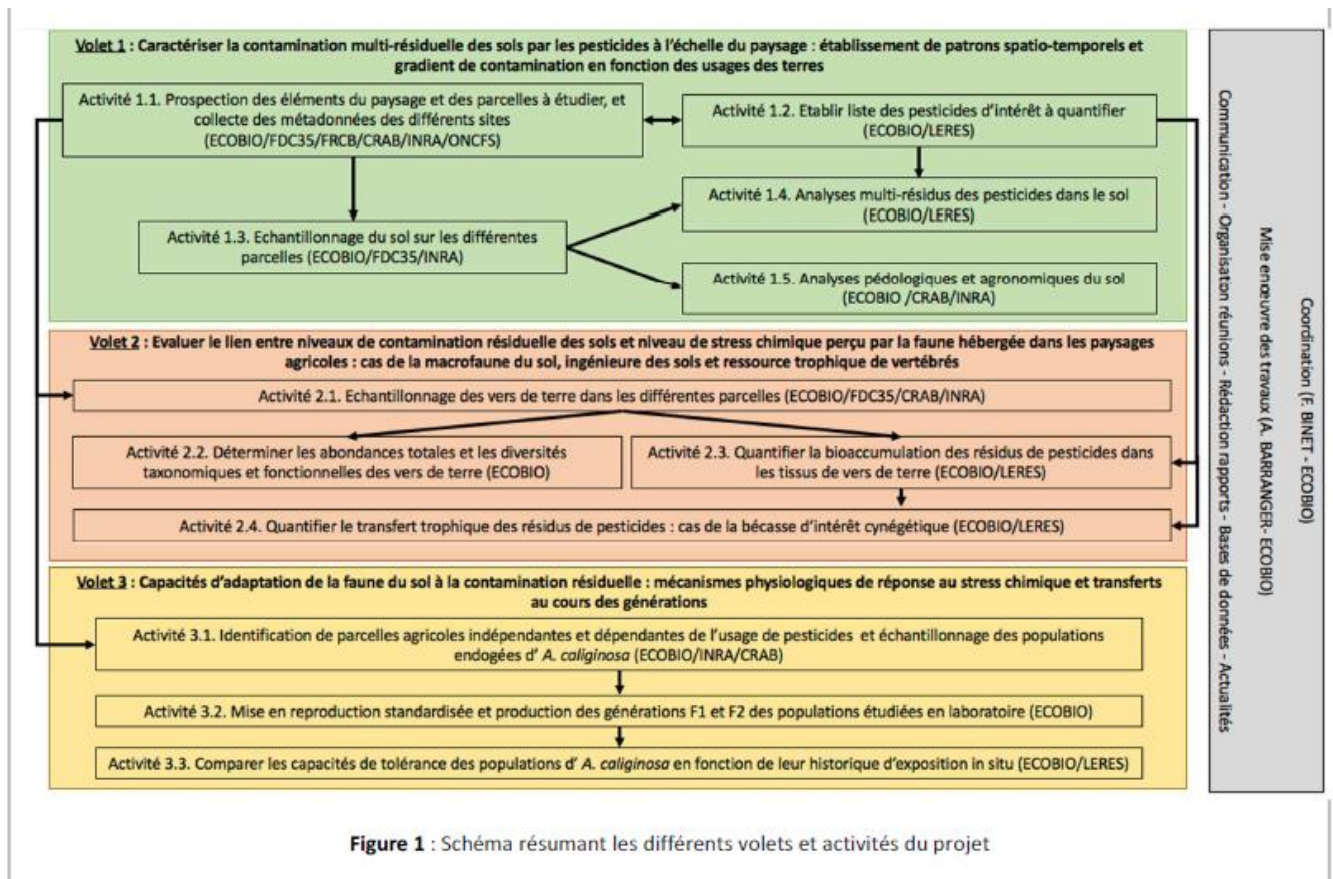 Volet 1 : Caractériser la contamination multi-résiduelle des sols par les pesticides à l'échelle du paysage : établissement de patrons spatio-temporels et
gradient de contamination en fonction des usages des terres
Activité 1.1. Prospection des éléments du paysage et des parcelles à étudier, et
collecte des métadonnées des différents sites
(ECOBIO/FDC35/FRCB/CRAB/INRA/ONCFS)
Activité 1.2. Etablir liste des pesticides d'intérêt à quantifier
(ECOBIO/LERES)
Activité 1.4. Analyses multi-résidus des pesticides dans le sol
(ECOBIO/LERES)
Activité 1.3. Echantillonnage du sol sur les différentes
parcelles (ECOBIO/FDC35/INRA)
Activité 1.5. Analyses pédologiques et agronomiques du sol
(ECOBIO /CRAB/INRA)
Volet 2 : Evaluer le lien entre niveaux de contamination résiduelle des sols et niveau de stress chimique perçu par la faune hébergée dans les paysages
agricoles : cas de la macrofaune du sol, ingénieure des sols et ressource trophique de vertébrés
Activité 2.1. Echantillonnage des vers de terre dans les différentes parcelles (ECOBIO/FDC35/CRAB/INRA)
Activité 2.2. Déterminer les abondances totales et les diversités
taxonomiques et fonctionnelles des vers de terre (ECOBIO)
Activité 2.3. Quantifier la bioaccumulation des résidus de pesticides dans
les tissus de vers de terre (ECOBIO/LERES)
Activité 2.4. Quantifier le transfert trophique des résidus de pesticides : cas de la bécasse d'intérêt cynégétique (ECOBIO/LERES)
Volet 3 : Capacités d'adaptation de la faune du sol à la contamination résiduelle : mécanismes physiologiques de réponse au stress chimique et transferts
au cours des générations
Activité 3.1. Identification de parcelles agricoles indépendantes et dépendantes de l'usage de pesticides et échantillonnage des populations
endogées d' A. caliginosa (ECOBIO/INRA/CRAB)
Activité 3.2. Mise en reproduction standardisée et production des générations F1 et F2 des populations étudiées en laboratoire (ECOBIO)
Activité 3.3. Comparer les capacités de tolérance des populations d' A. caliginosa en fonction de leur historique d'exposition in situ (ECOBIO/LERES)
Coordination (F. BINET - ECOBIO)
Mise en œuvre des travaux (A. BARRANGER- ECOBIO)
Communication - Organisation réunions - Rédaction rapports - Bases de données - Actualités
Figure 1 : Schéma résumant les différents volets et activités du projet